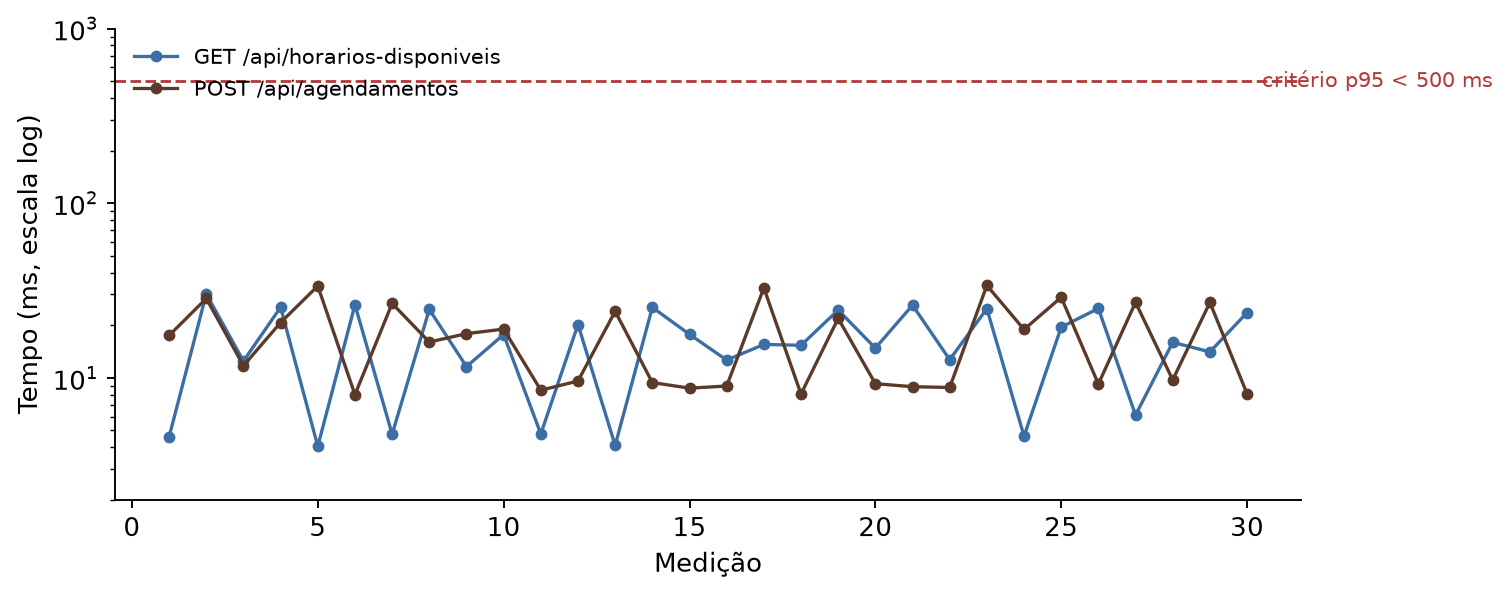 10³
GET /api/horarios-disponiveis
critério p95 < 500 ms
POST /api/agendamentos
10²
10¹
Tempo (ms, escala log)
0 5 10 15 20 25 30
Medição